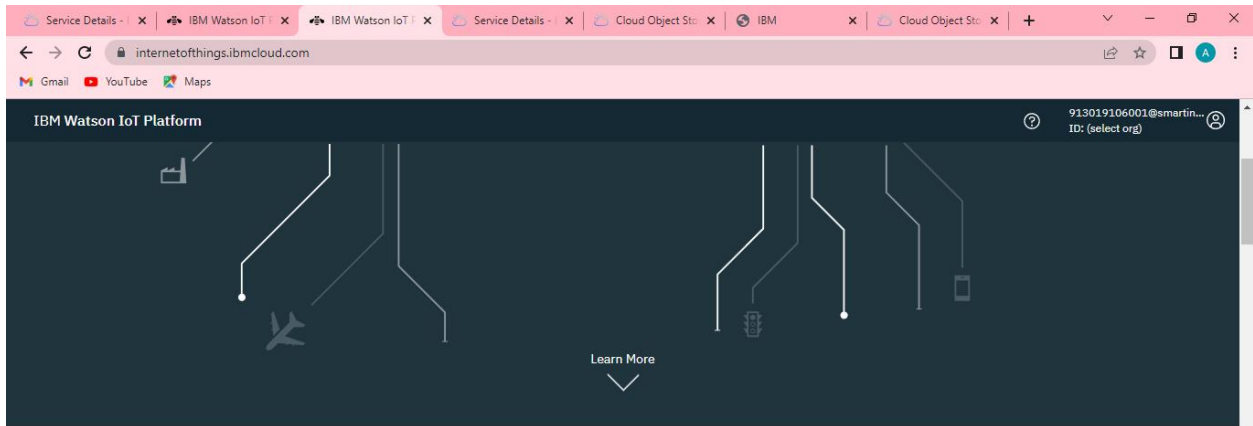 Service Details - I
IBM Watson IoT P
IBM Watson IoT P
Service Details - I
Cloud Object Sto
IBM
Cloud Object Sto
internetofthings.ibmcloud.com
A
Gmail
YouTube
Maps
IBM Watson IoT Platform
913019106001@smartin...
ID: (select org)
Learn More